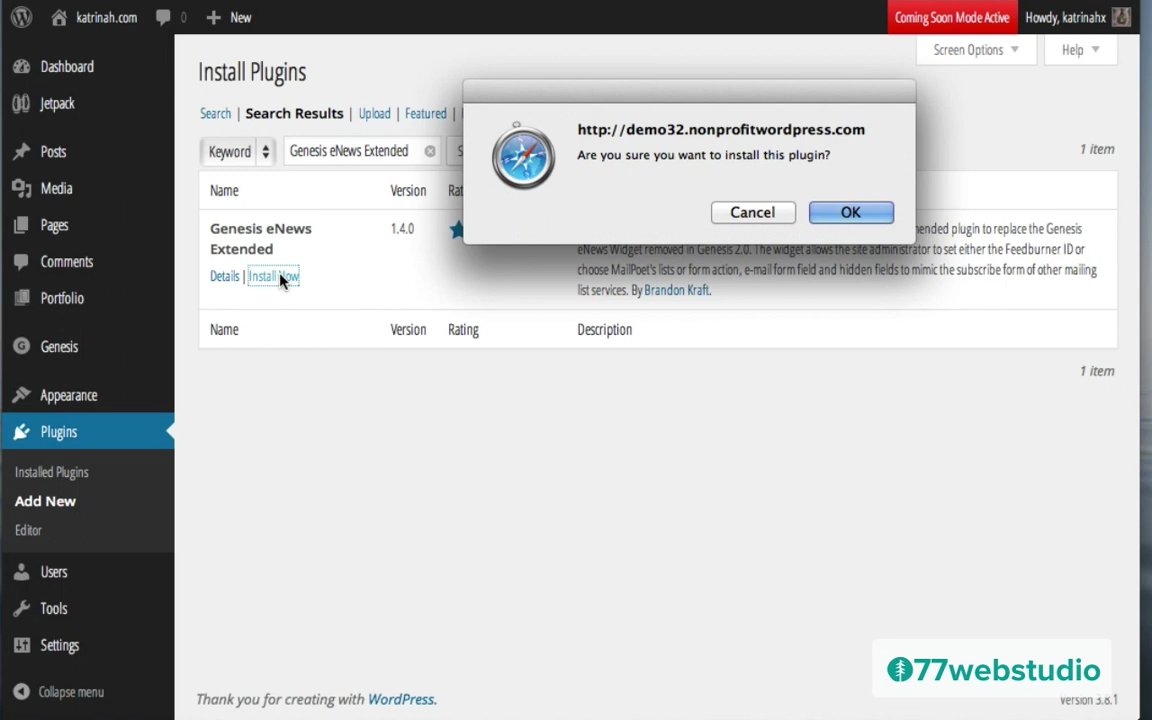 katrinah.com 0 New Coming Soon Mode Active Howdy, katrinahx
Screen Options Help
Dashboard
Jetpack
Posts
Media
Pages
Comments
Portfolio
Genesis
Appearance
Plugins
Installed Plugins
Add New
Editor
Users
Tools
Settings
Collapse menu
Install Plugins
Search | Search Results | Upload | Featured |
Keyword Genesis eNews Extended
1 item
Name Version
Genesis eNews
Extended
Details | Install Now
1.4.0
http://demo32.nonprofitwordpress.com
Are you sure you want to install this plugin?
Cancel OK
plugin to replace the Genesis
eNews Widget removed in Genesis 2.0. The widget allows the site administrator to set either the Feedburner ID or
choose MailPoet's lists or form action, e-mail form field and hidden fields to mimic the subscribe form of other mailing
list services. By Brandon Kraft.
Name Version Rating Description
1 item
77webstudio
Thank you for creating with WordPress.
Version 3.8.1